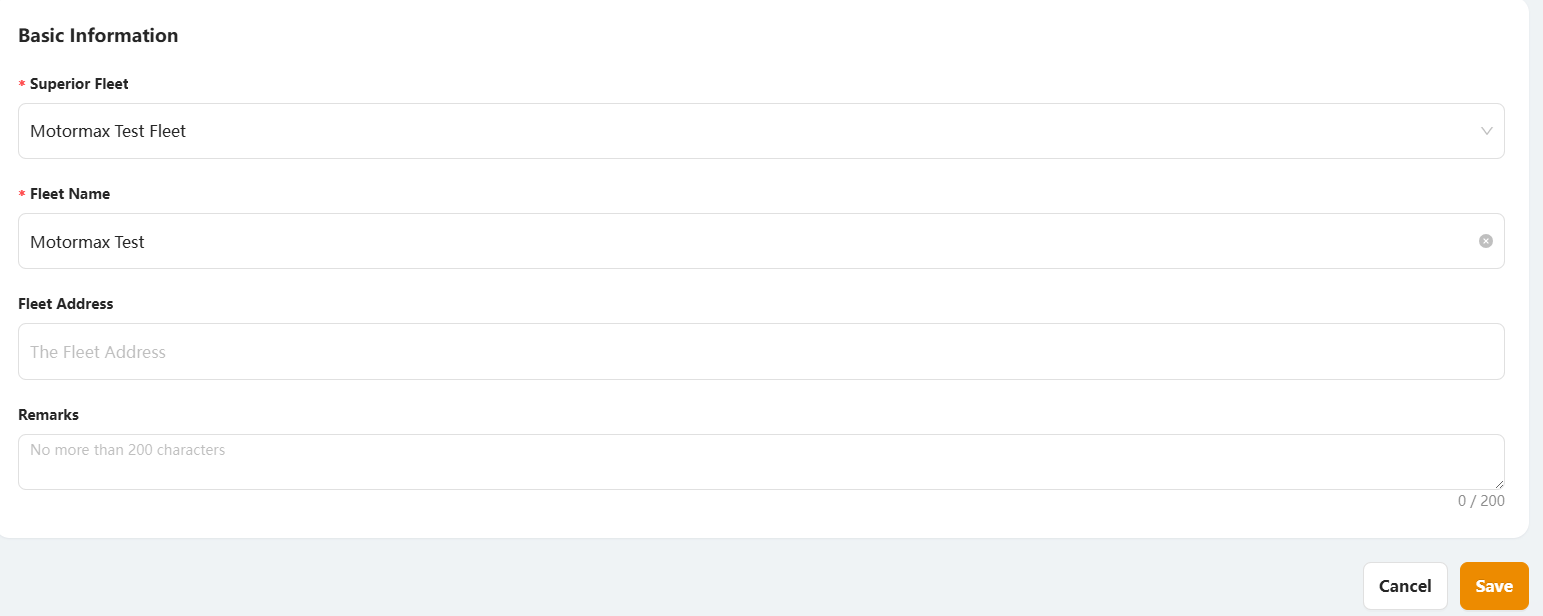 Basic Information
* Superior Fleet
Motormax Test Fleet
* Fleet Name
Motormax Test
Fleet Address
The Fleet Address
Remarks
No more than 200 characters
0 / 200
Cancel Save